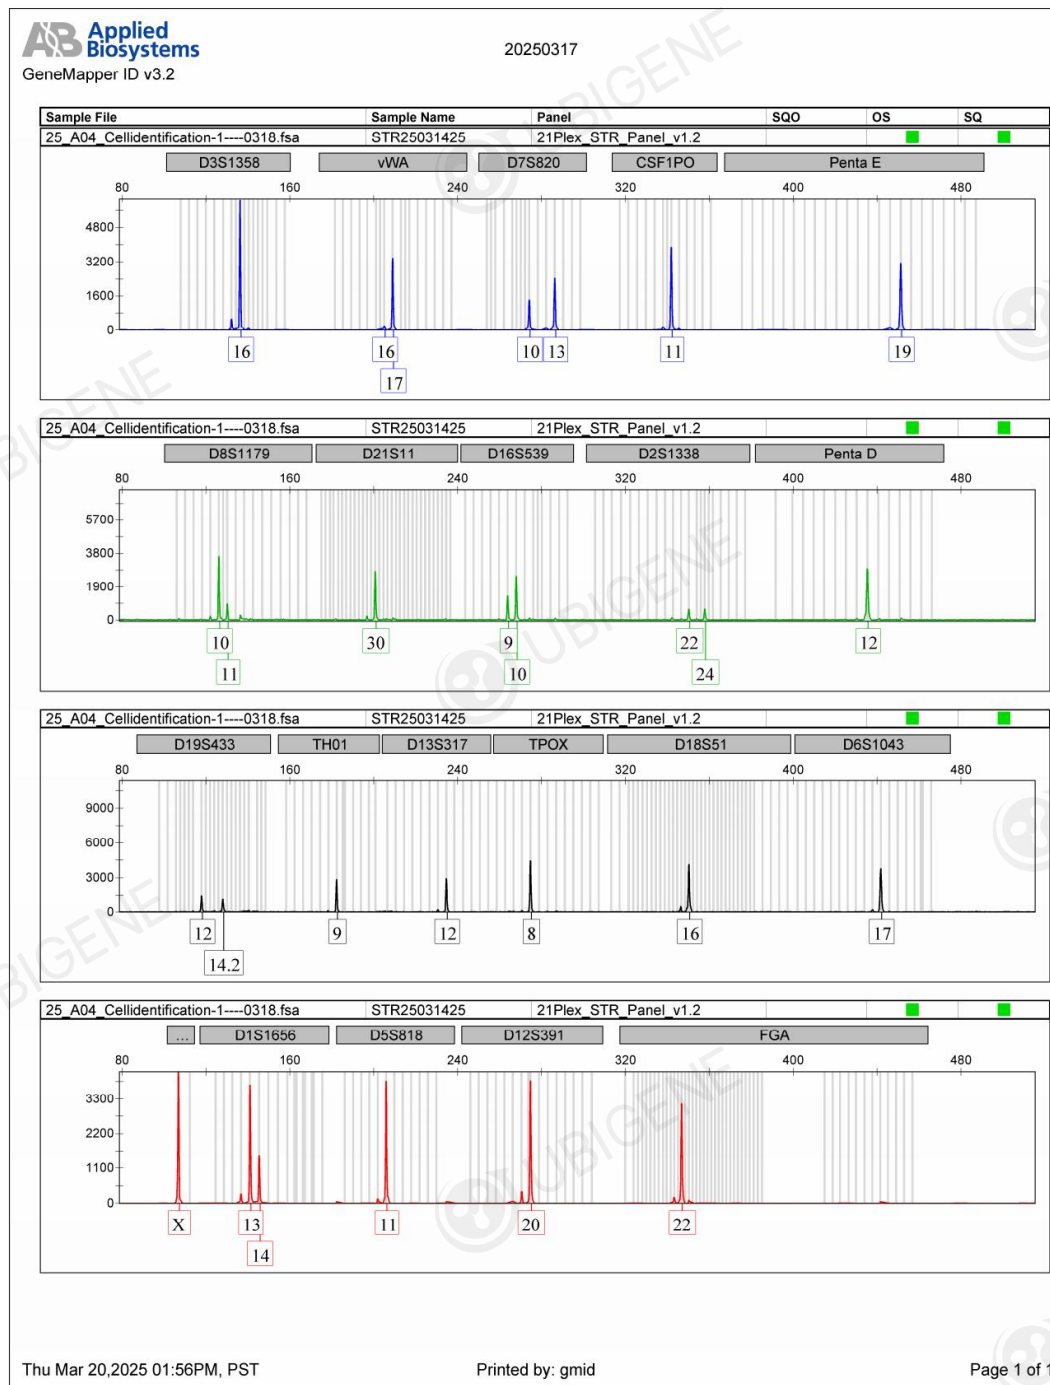 AB Applied
Biosystems
20250317
GeneMapper ID v3.2
Sample File Sample Name Panel SQO OS SQ
25_A04_Cellidentification-1----0318.fsa STR25031425 21Plex_STR_Panel_v1.2
D3S1358 vWA D7S820 CSF1PO Penta E
80 160 240 320 400 480
4800
3200
1600
0
16 16 10 13 11 19
17
25_A04_Cellidentification-1----0318.fsa STR25031425 21Plex_STR_Panel_v1.2
D8S1179 D21S11 D16S539 D2S1338 Penta D
80 160 240 320 400 480
5700
3800
1900
0
10 30 9 22 12
11 10 24
25_A04_Cellidentification-1----0318.fsa STR25031425 21Plex_STR_Panel_v1.2
D19S433 TH01 D13S317 TPOX D18S51 D6S1043
80 160 240 320 400 480
9000
6000
3000
0
12 9 12 8 16 17
14.2
25_A04_Cellidentification-1----0318.fsa STR25031425 21Plex_STR_Panel_v1.2
... D1S1656 D5S818 D12S391 FGA
80 160 240 320 400 480
3300
2200
1100
0
X 13 11 20 22
14
Thu Mar 20,2025 01:56PM, PST Printed by: gmid Page 1 of 1
UBIGENE
UBIGENE
UBIGENE
UBIGENE
UBIGENE